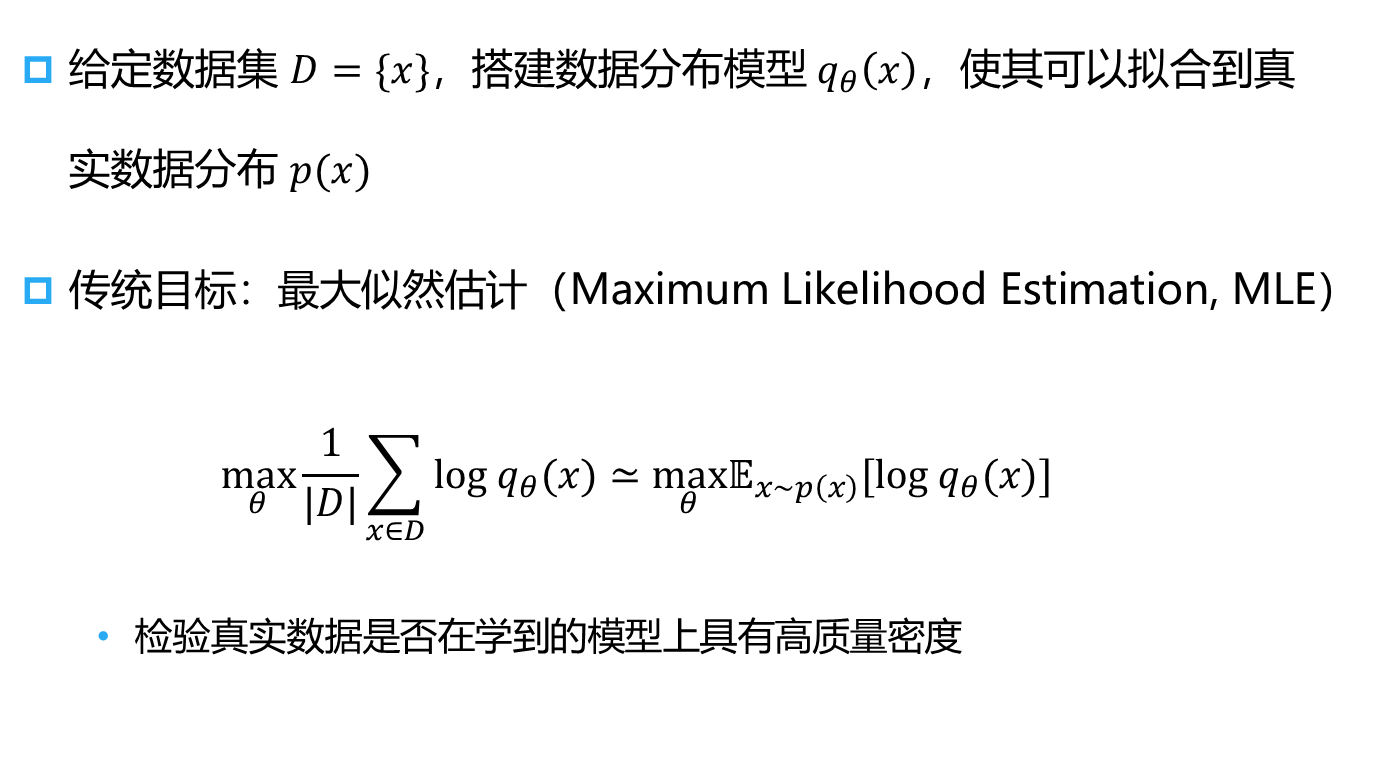 给定数据集 𝐷 = {𝑥}，搭建数据分布模型 𝑞_𝜃(𝑥)，使其可以拟合到真
实数据分布 𝑝(𝑥)
传统目标：最大似然估计（Maximum Likelihood Estimation, MLE）
max_𝜃 1/|𝐷| ∑_{𝑥∈𝐷} log 𝑞_𝜃(𝑥) ≃ max_𝜃 𝔼_{𝑥~𝑝(𝑥)}[log 𝑞_𝜃(𝑥)]
• 检验真实数据是否在学到的模型上具有高质量密度